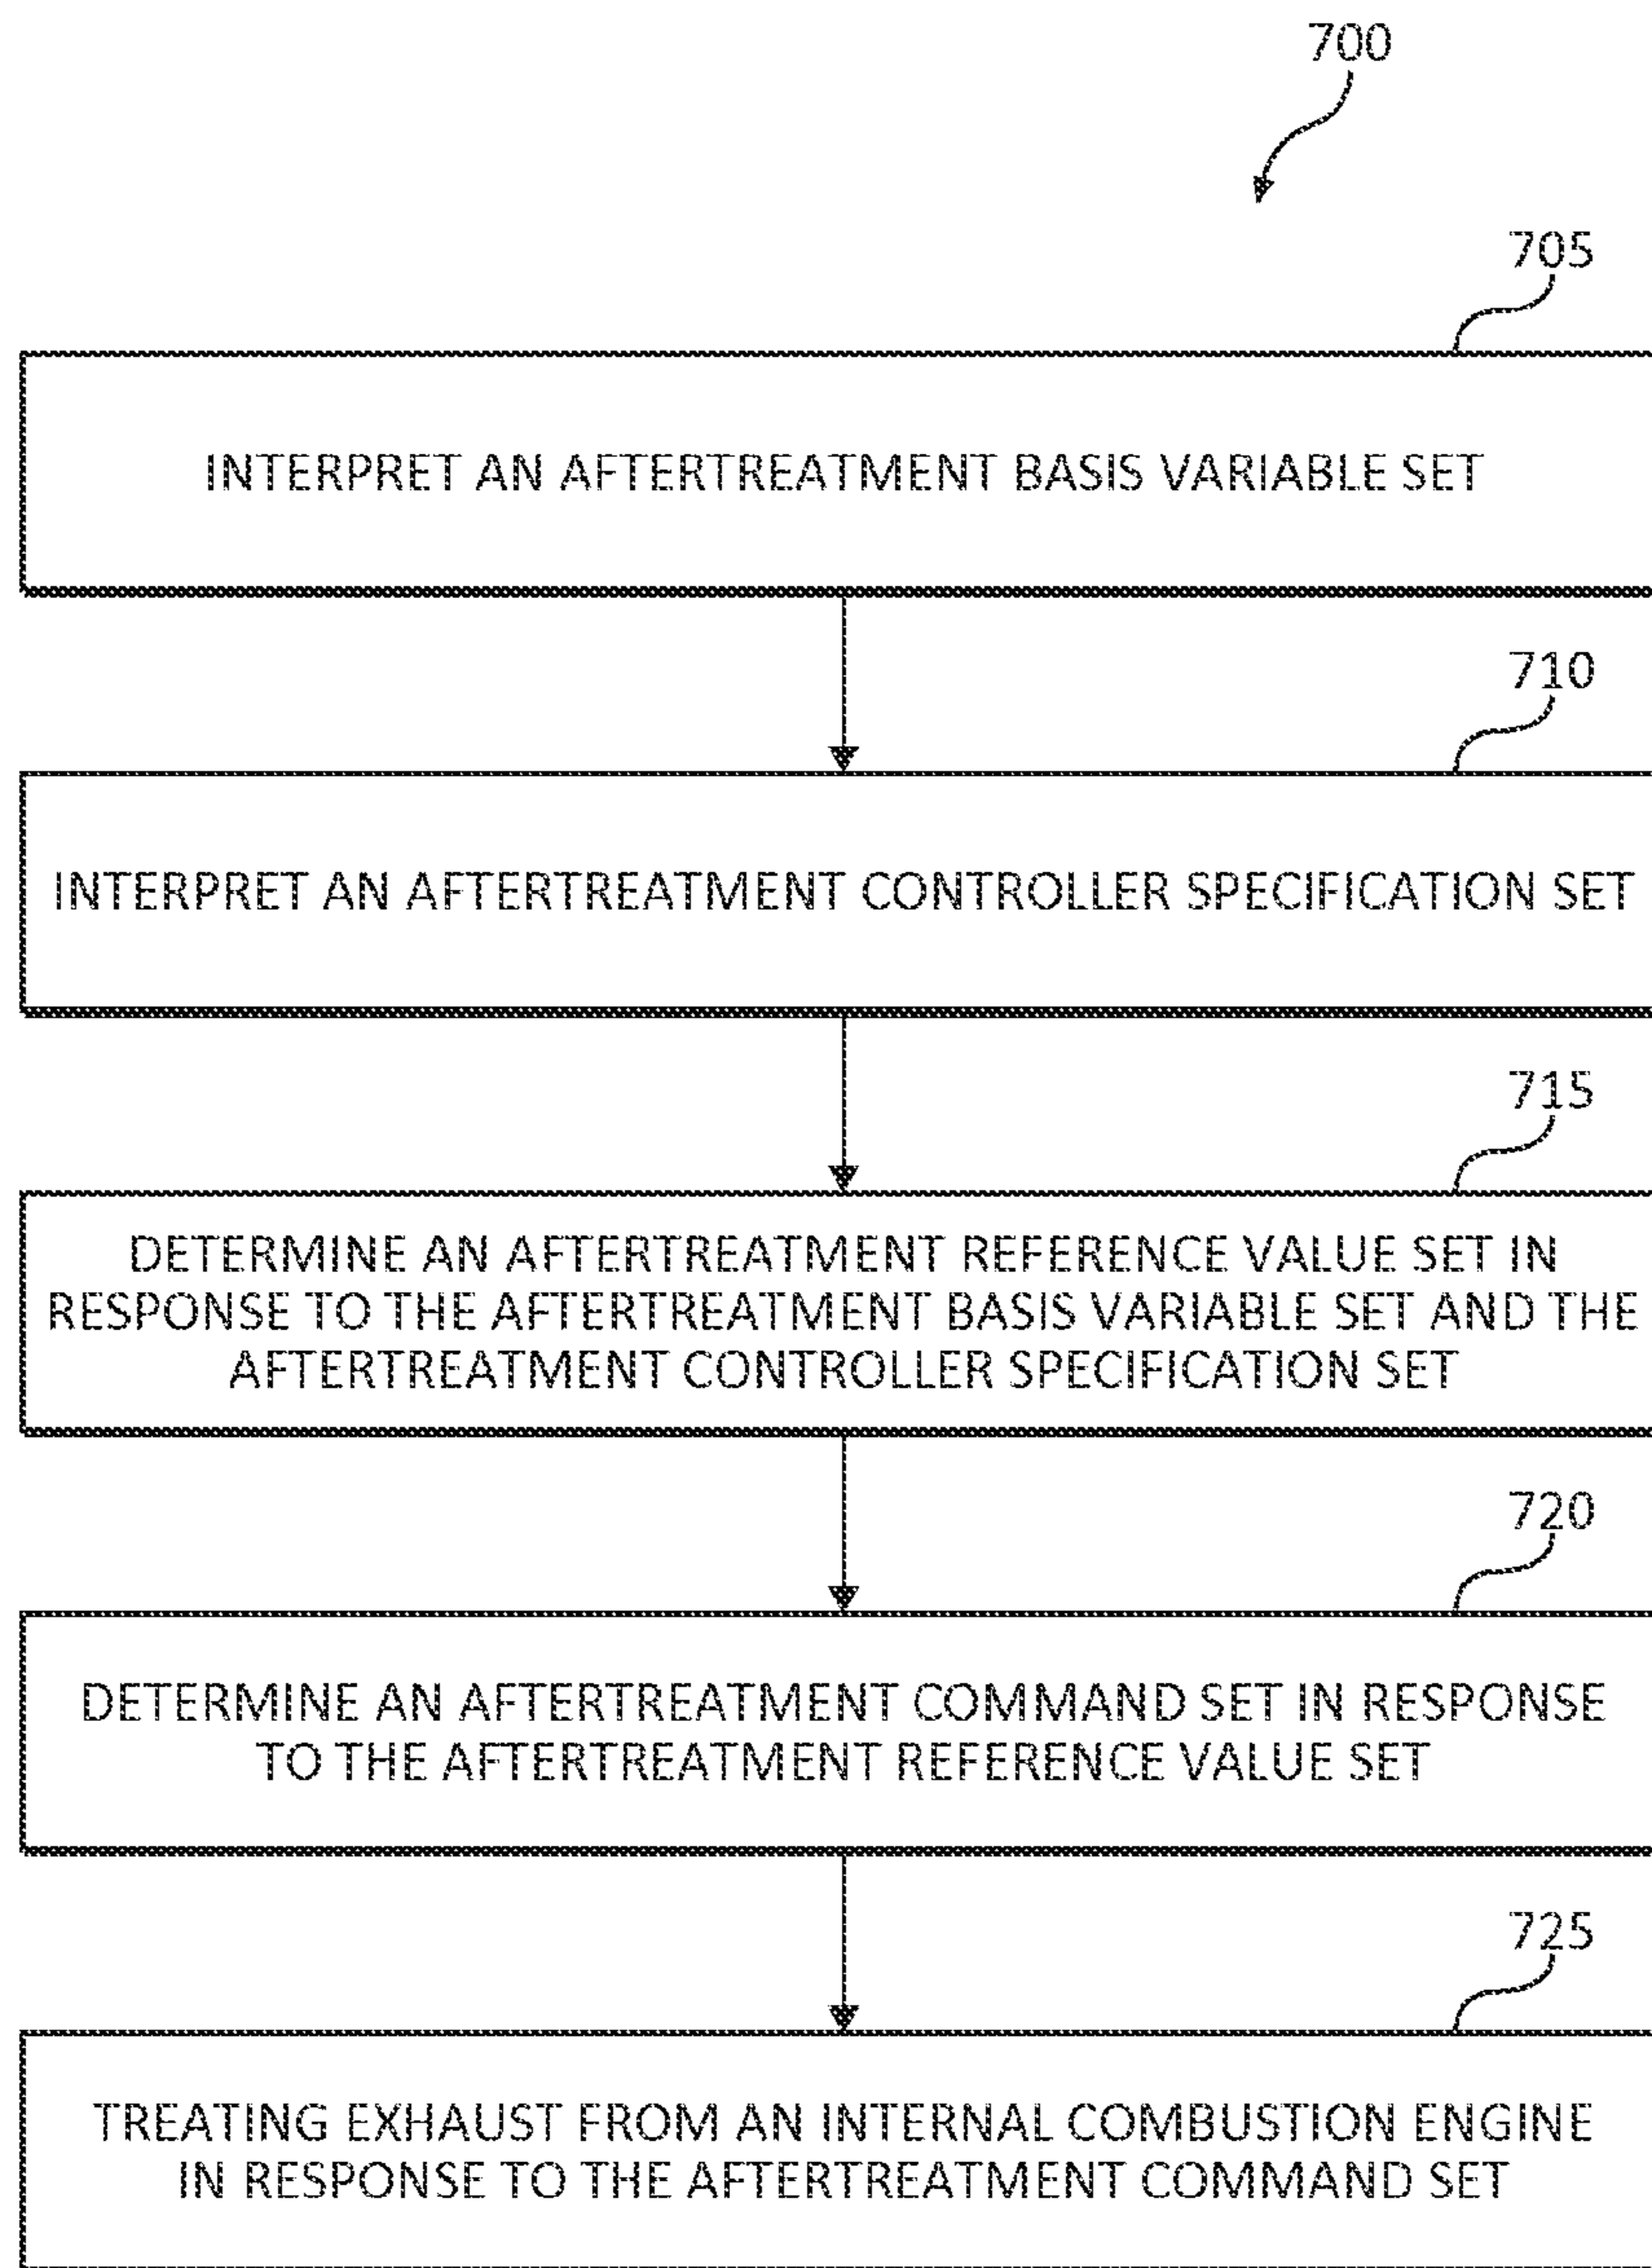 700
705
INTERPRET AN AFTERTREATMENT BASIS VARIABLE SET
710
INTERPRET AN AFTERTREATMENT CONTROLLER SPECIFICATION SET
715
DETERMINE AN AFTERTREATMENT REFERENCE VALUE SET IN
RESPONSE TO THE AFTERTREATMENT BASIS VARIABLE SET AND THE
AFTERTREATMENT CONTROLLER SPECIFICATION SET
720
DETERMINE AN AFTERTREATMENT COMMAND SET IN RESPONSE
TO THE AFTERTREATMENT REFERENCE VALUE SET
725
TREATING EXHAUST FROM AN INTERNAL COMBUSTION ENGINE
IN RESPONSE TO THE AFTERTREATMENT COMMAND SET